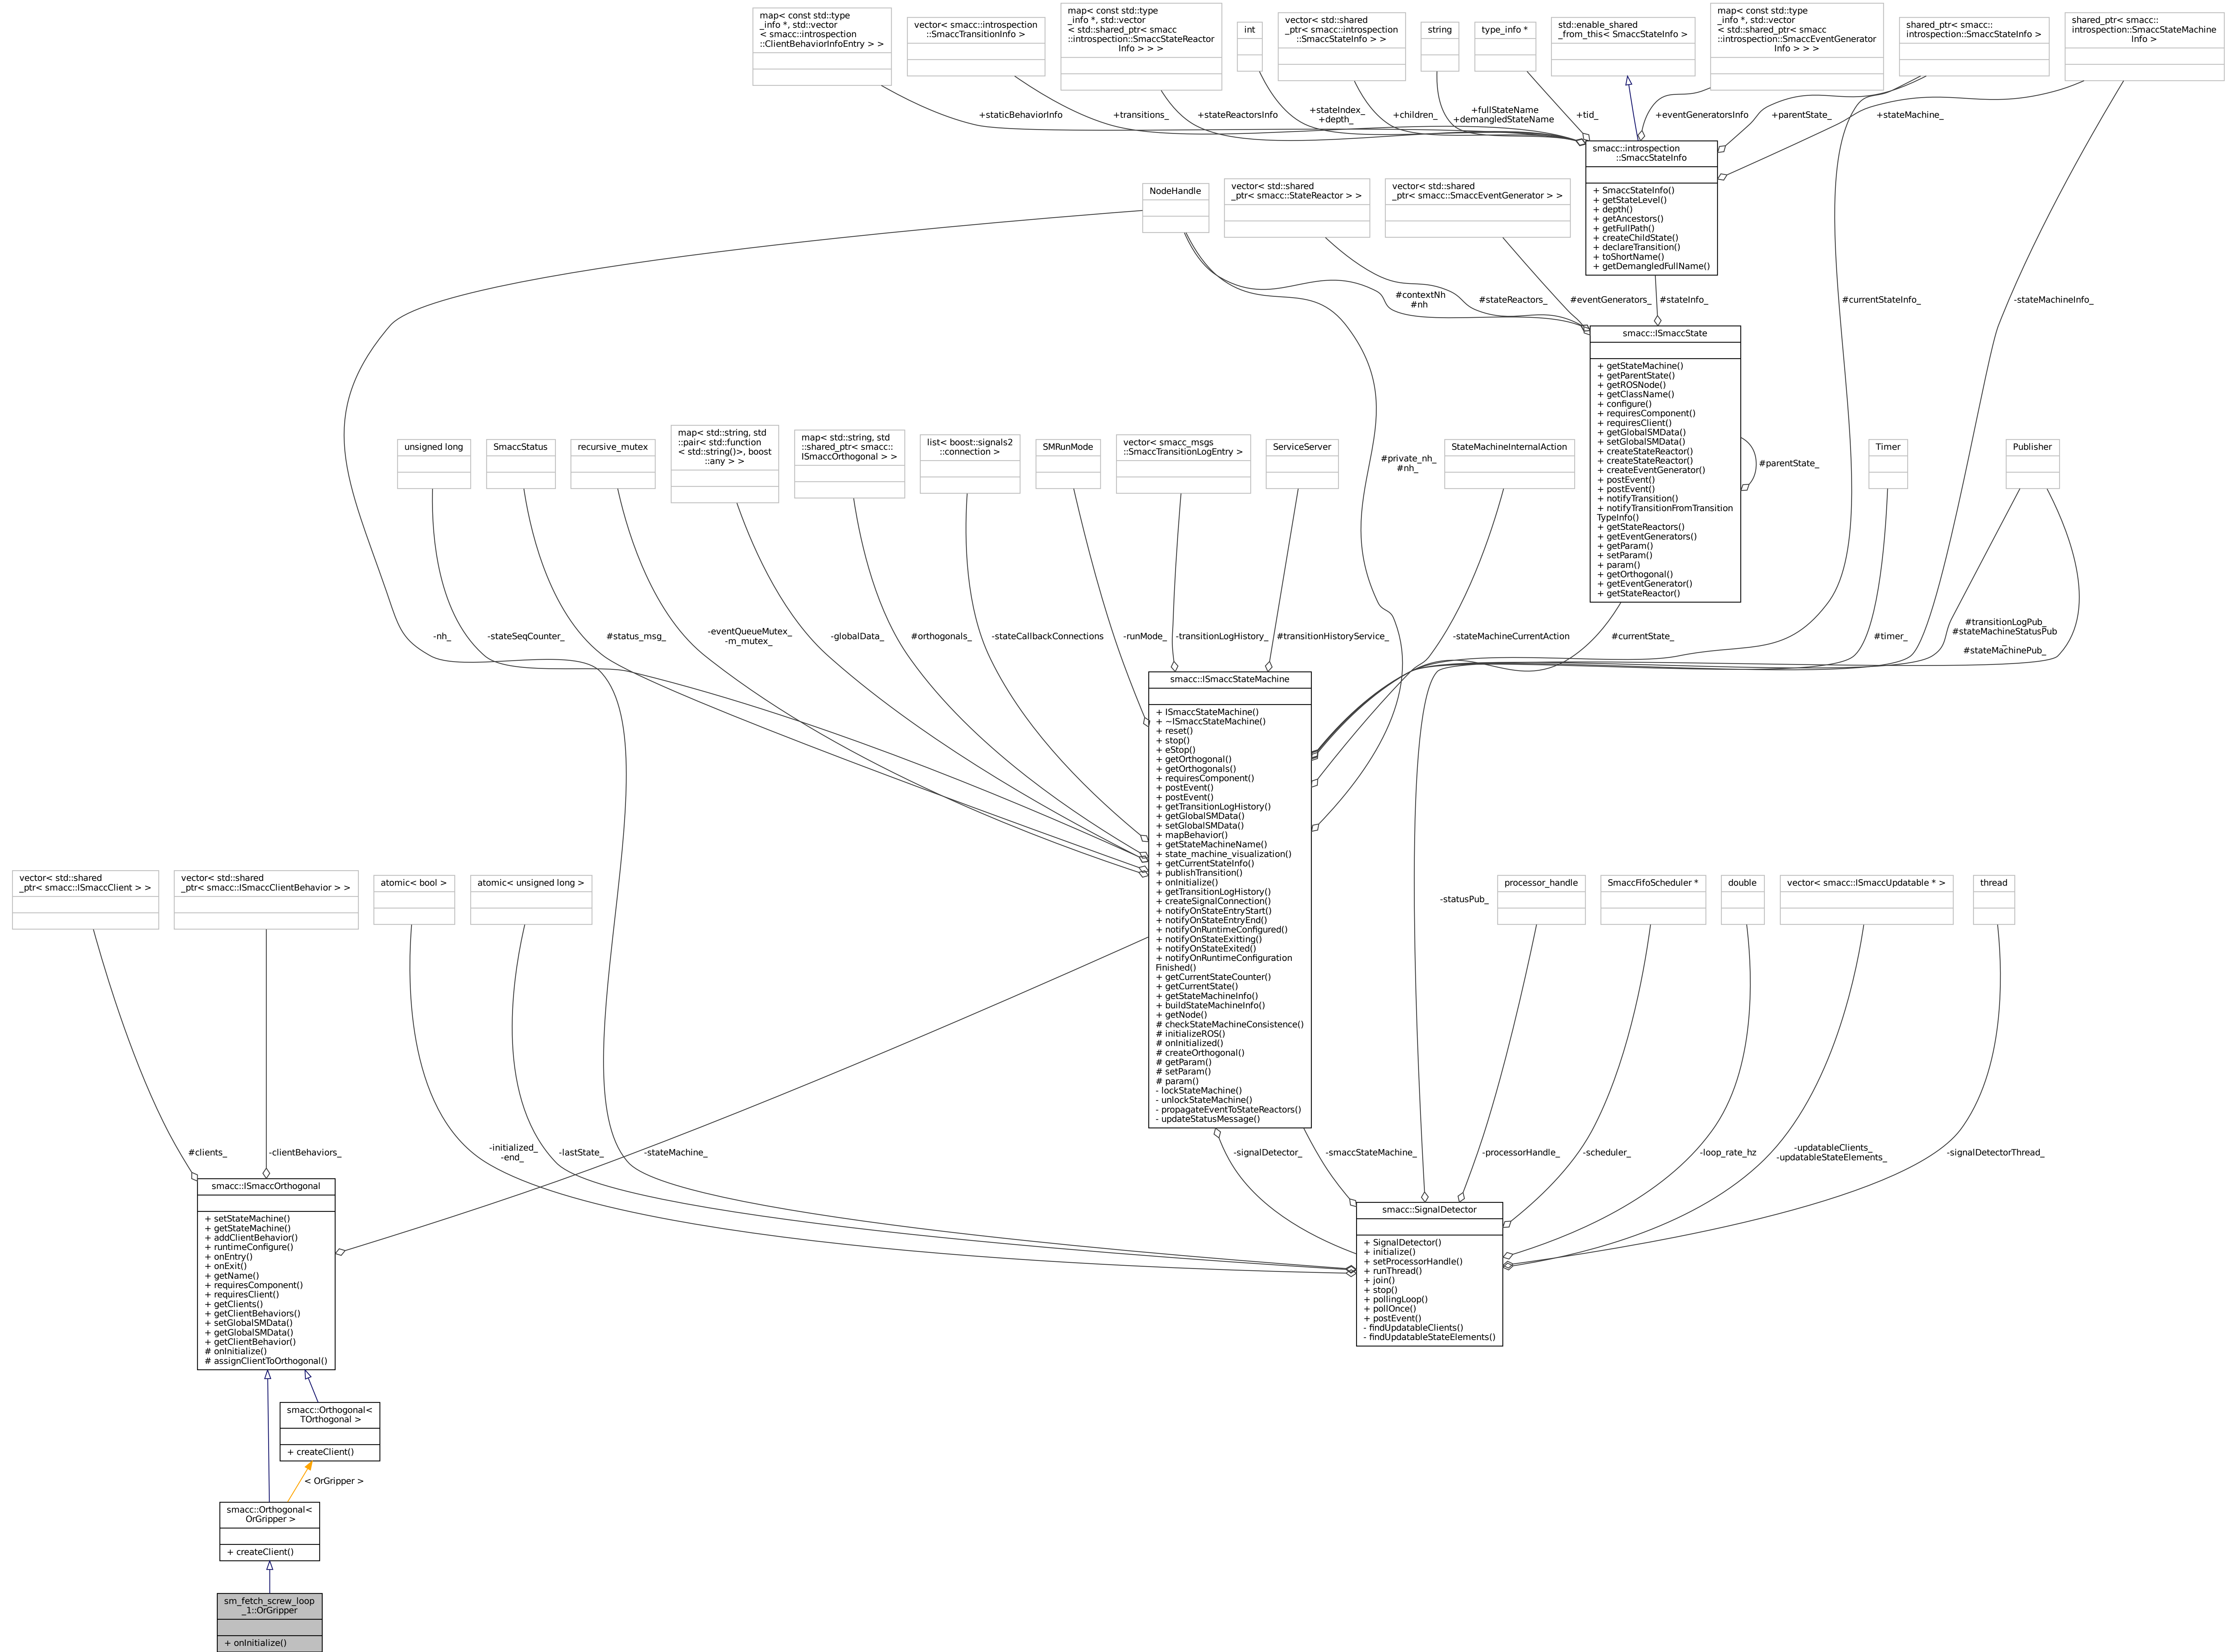 map< const std::type
_info *, std::vector
< smacc::introspection
::ClientBehaviorInfoEntry > >
vector< smacc::introspection
::SmaccTransitionInfo >
map< const std::type
_info *, std::vector
< std::shared_ptr< smacc
::introspection::SmaccStateReactor
Info > > >
int
vector< std::shared
_ptr< smacc::introspection
::SmaccStateInfo > >
string
type_info *
std::enable_shared
_from_this< SmaccStateInfo >
map< const std::type
_info *, std::vector
< std::shared_ptr< smacc
::introspection::SmaccEventGenerator
Info > > >
shared_ptr< smacc::
introspection::SmaccStateInfo >
shared_ptr< smacc::
introspection::SmaccStateMachine
Info >
+staticBehaviorInfo
+transitions_
+stateReactorsInfo
+stateIndex_
+depth_
+children_
+fullStateName
+demangledStateName
+tid_
+eventGeneratorsInfo
+parentState_
+stateMachine_
smacc::introspection
::SmaccStateInfo
+ SmaccStateInfo()
+ getStateLevel()
+ depth()
+ getAncestors()
+ getFullPath()
+ createChildState()
+ declareTransition()
+ toShortName()
+ getDemangledFullName()
NodeHandle
vector< std::shared
_ptr< smacc::StateReactor > >
vector< std::shared
_ptr< smacc::SmaccEventGenerator > >
#contextNh
#nh
#stateReactors_
#eventGenerators_
#stateInfo_
#currentStateInfo_
-stateMachineInfo_
smacc::ISmaccState
+ getStateMachine()
+ getParentState()
+ getROSNode()
+ getClassName()
+ configure()
+ requiresComponent()
+ requiresClient()
+ getGlobalSMData()
+ setGlobalSMData()
+ createStateReactor()
+ createStateReactor()
+ createEventGenerator()
+ postEvent()
+ postEvent()
+ notifyTransition()
+ notifyTransitionFromTransition
TypeInfo()
+ getStateReactors()
+ getEventGenerators()
+ getParam()
+ setParam()
+ param()
+ getOrthogonal()
+ getEventGenerator()
+ getStateReactor()
#parentState_
unsigned long
SmaccStatus
recursive_mutex
map< std::string, std
::pair< std::function
< std::string()>, boost
::any > >
map< std::string, std
::shared_ptr< smacc::
ISmaccOrthogonal > >
list< boost::signals2
::connection >
SMRunMode
vector< smacc_msgs
::SmaccTransitionLogEntry >
ServiceServer
#private_nh_
#nh_
StateMachineInternalAction
Timer
Publisher
-nh_
-stateSeqCounter_
#status_msg_
-eventQueueMutex_
-m_mutex_
-globalData_
#orthogonals_
-stateCallbackConnections
-runMode_
-transitionLogHistory_
#transitionHistoryService_
-stateMachineCurrentAction
#currentState_
#timer_
#transitionLogPub_
#stateMachineStatusPub
_
#stateMachinePub_
smacc::ISmaccStateMachine
+ ISmaccStateMachine()
+ ~ISmaccStateMachine()
+ reset()
+ stop()
+ eStop()
+ getOrthogonal()
+ getOrthogonals()
+ requiresComponent()
+ postEvent()
+ postEvent()
+ getTransitionLogHistory()
+ getGlobalSMData()
+ setGlobalSMData()
+ mapBehavior()
+ getStateMachineName()
+ state_machine_visualization()
+ getCurrentStateInfo()
+ publishTransition()
+ onInitialize()
+ getTransitionLogHistory()
+ createSignalConnection()
+ notifyOnStateEntryStart()
+ notifyOnStateEntryEnd()
+ notifyOnRuntimeConfigured()
+ notifyOnStateExitting()
+ notifyOnStateExited()
+ notifyOnRuntimeConfiguration
Finished()
+ getCurrentStateCounter()
+ getCurrentState()
+ getStateMachineInfo()
+ buildStateMachineInfo()
+ getNode()
# checkStateMachineConsistence()
# initializeROS()
# onInitialized()
# createOrthogonal()
# getParam()
# setParam()
# param()
- lockStateMachine()
- unlockStateMachine()
- propagateEventToStateReactors()
- updateStatusMessage()
vector< std::shared
_ptr< smacc::ISmaccClient > >
vector< std::shared
_ptr< smacc::ISmaccClientBehavior > >
atomic< bool >
atomic< unsigned long >
-statusPub_
processor_handle
SmaccFifoScheduler *
double
vector< smacc::ISmaccUpdatable * >
thread
#clients_
-clientBehaviors_
-initialized_
-end_
-lastState_
-stateMachine_
-signalDetector_
-smaccStateMachine_
-processorHandle_
-scheduler_
-loop_rate_hz
-updatableClients_
-updatableStateElements_
-signalDetectorThread_
smacc::ISmaccOrthogonal
+ setStateMachine()
+ getStateMachine()
+ addClientBehavior()
+ runtimeConfigure()
+ onEntry()
+ onExit()
+ getName()
+ requiresComponent()
+ requiresClient()
+ getClients()
+ getClientBehaviors()
+ setGlobalSMData()
+ getGlobalSMData()
+ getClientBehavior()
# onInitialize()
# assignClientToOrthogonal()
smacc::SignalDetector
+ SignalDetector()
+ initialize()
+ setProcessorHandle()
+ runThread()
+ join()
+ stop()
+ pollingLoop()
+ pollOnce()
+ postEvent()
- findUpdatableClients()
- findUpdatableStateElements()
smacc::Orthogonal<
TOrthogonal >
+ createClient()
< OrGripper >
smacc::Orthogonal<
OrGripper >
+ createClient()
sm_fetch_screw_loop
_1::OrGripper
+ onInitialize()